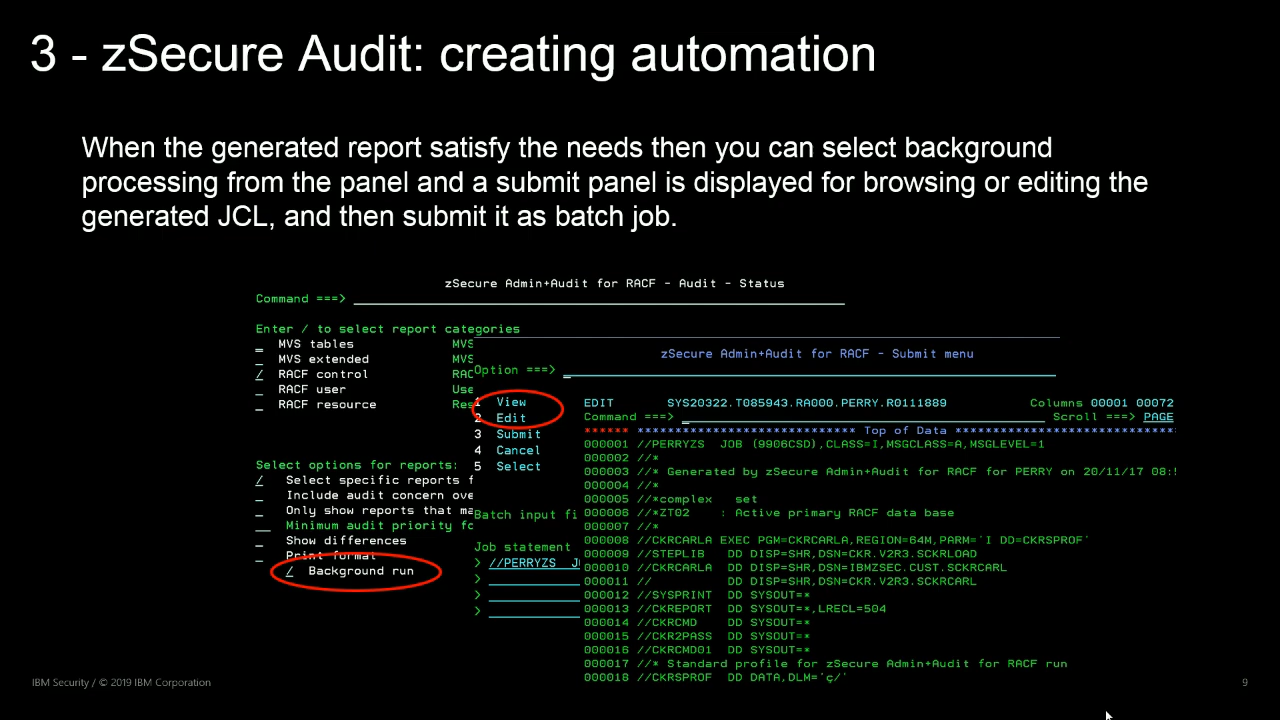 3 - zSecure Audit: creating automation
When the generated report satisfy the needs then you can select background
processing from the panel and a submit panel is displayed for browsing or editing the
generated JCL, and then submit it as batch job.
zSecure Admin+Audit for RACF - Audit - Status
Command ===>
Enter / to select report categories
_ MVS tables MVS
_ MVS extended MVS
/ RACF control RAC
_ RACF user Use
_ RACF resource Res
Select options for reports:
/ Select specific reports f
_ Include audit concern ove
_ Only show reports that ma
__ Minimum audit priority fo
_ Show differences
_ Print format
/ Background run
zSecure Admin+Audit for RACF - Submit menu
Option ===> _
1 View
2 Edit
3 Submit
4 Cancel
5 Select
Batch input fi
Job statement
> //PERRYZS J
>
>
>
EDIT SYS20322.T085943.RA000.PERRY.R0111889 Columns 00001 00072
Command ===> _ Scroll ===> PAGE
****** **************************** Top of Data ******************************
000001 //PERRYZS JOB (9906CSD),CLASS=I,MSGCLASS=A,MSGLEVEL=1
000002 //*
000003 //* Generated by zSecure Admin+Audit for RACF for PERRY on 20/11/17 08:5
000004 //*
000005 //*complex set
000006 //*ZT02 : Active primary RACF data base
000007 //*
000008 //CKRCARLA EXEC PGM=CKRCARLA,REGION=64M,PARM='I DD=CKRSPROF'
000009 //STEPLIB DD DISP=SHR,DSN=CKR.V2R3.SCKRLOAD
000010 //CKRCARLA DD DISP=SHR,DSN=IBMZSEC.CUST.SCKRCARL
000011 // DD DISP=SHR,DSN=CKR.V2R3.SCKRCARL
000012 //SYSPRINT DD SYSOUT=*
000013 //CKREPORT DD SYSOUT=*,LRECL=504
000014 //CKRCMD DD SYSOUT=*
000015 //CKR2PASS DD SYSOUT=*
000016 //CKRCMD01 DD SYSOUT=*
000017 //* Standard profile for zSecure Admin+Audit for RACF run
000018 //CKRSPROF DD DATA,DLM='ç/'
IBM Security / © 2019 IBM Corporation
9